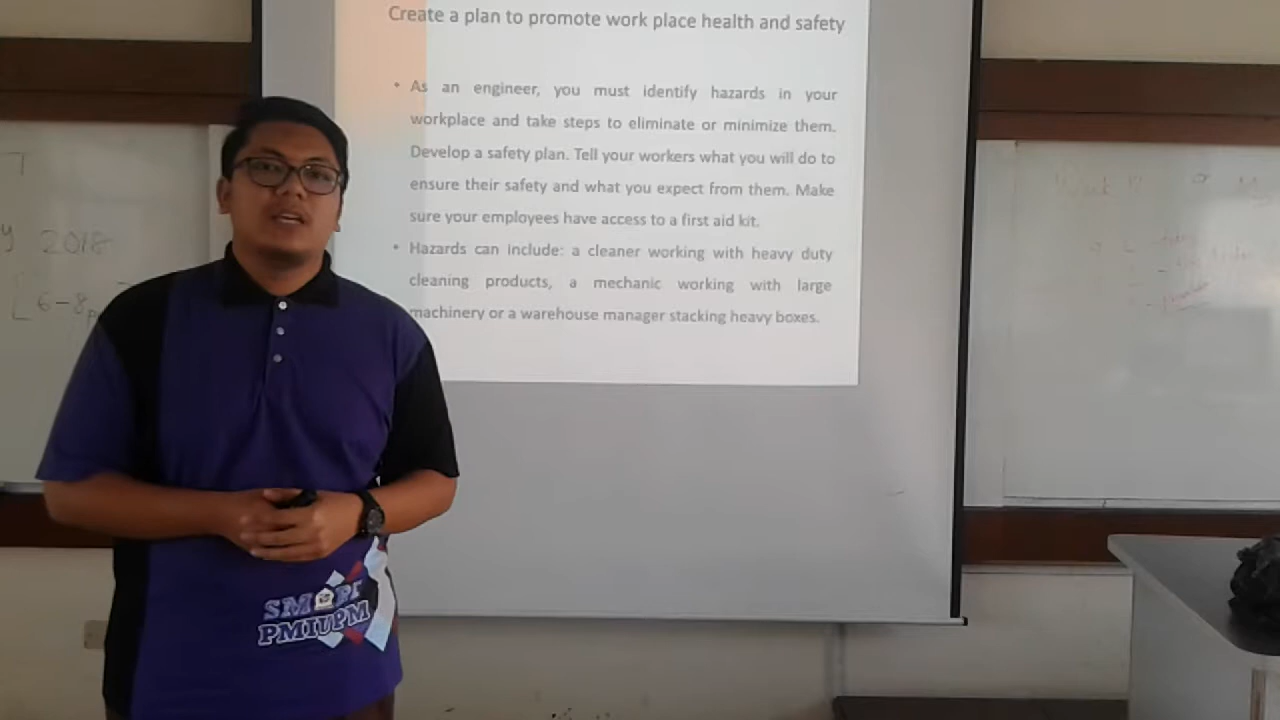 Create a plan to promote work place health and safety
• As an engineer, you must identify hazards in your
workplace and take steps to eliminate or minimize them.
Develop a safety plan. Tell your workers what you will do to
ensure their safety and what you expect from them. Make
sure your employees have access to a first aid kit.
• Hazards can include: a cleaner working with heavy duty
cleaning products, a mechanic working with large
machinery or a warehouse manager stacking heavy boxes.
7
y 2018
[6-8p
PMIUPM